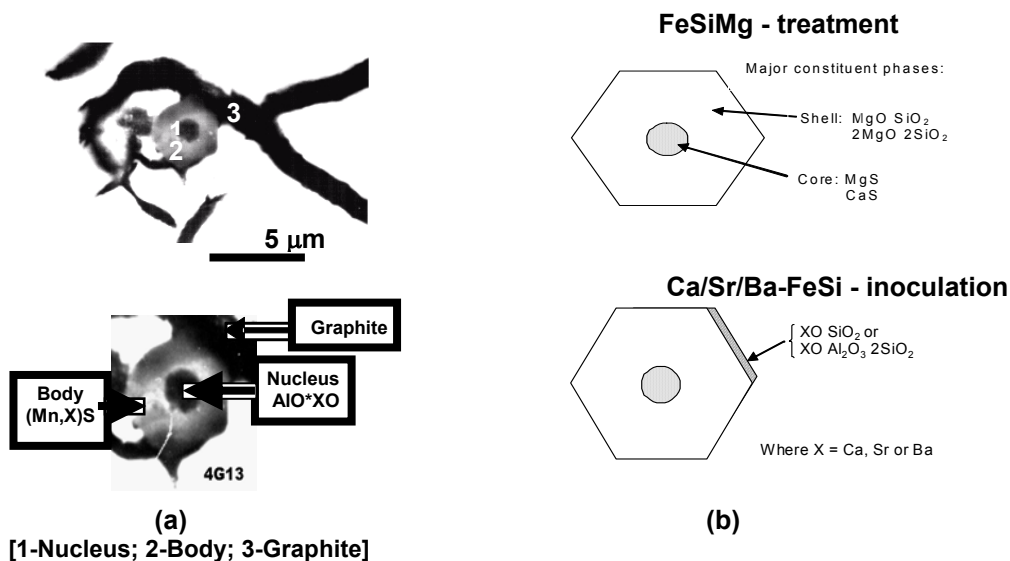 1
2
3
5 μm
Graphite
Nucleus
AlO*XO
Body
(Mn,X)S
4G13
(a)
[1-Nucleus; 2-Body; 3-Graphite]
FeSiMg - treatment
Major constituent phases:
Shell: MgO SiO₂
2MgO 2SiO₂
Core: MgS
CaS
Ca/Sr/Ba-FeSi - inoculation
XO SiO₂ or
XO Al₂O₃ 2SiO₂
Where X = Ca, Sr or Ba
(b)